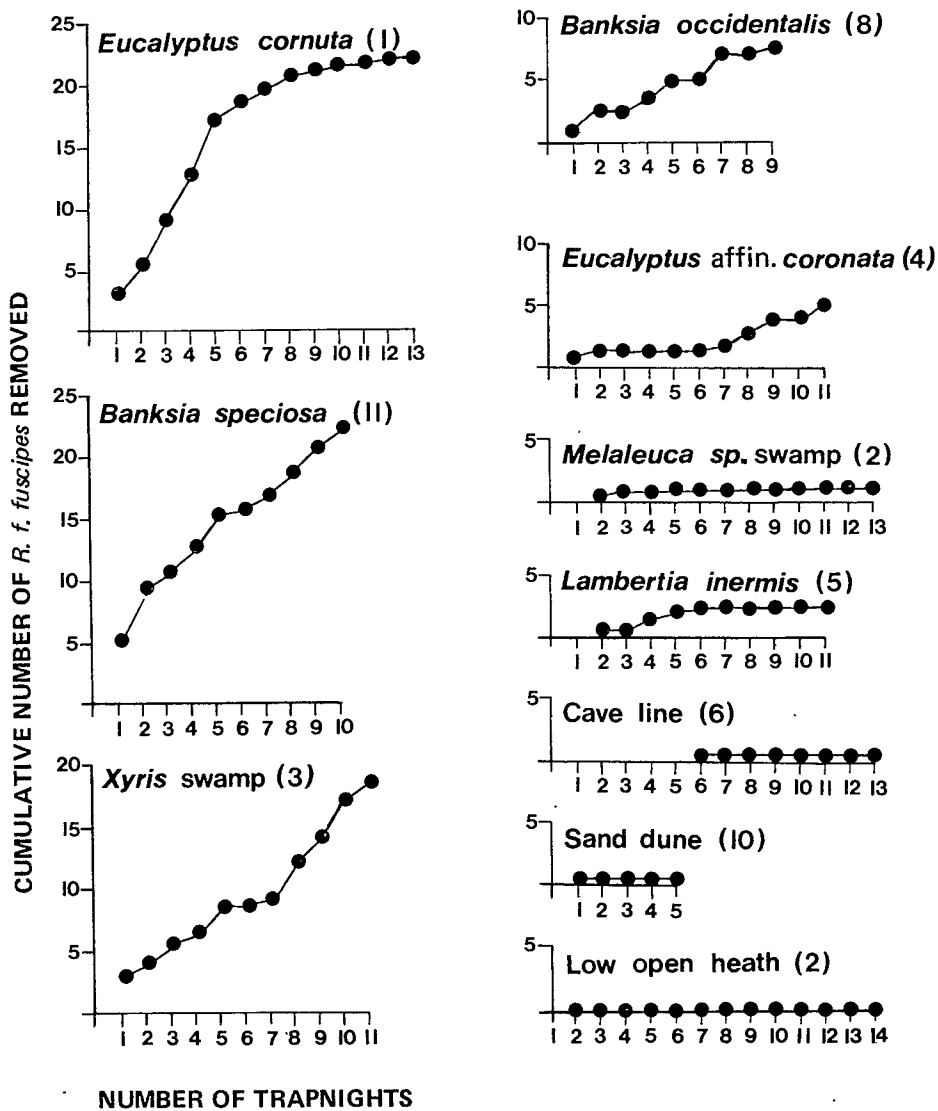 CUMULATIVE NUMBER OF R. f. fuscipes REMOVED
Eucalyptus cornuta (1)
25
20
15
10
5
1 2 3 4 5 6 7 8 9 10 11 12 13
Banksia speciosa (11)
25
20
15
10
5
1 2 3 4 5 6 7 8 9 10
Xyris swamp (3)
20
15
10
5
1 2 3 4 5 6 7 8 9 10 11
NUMBER OF TRAPNIGHTS
Banksia occidentalis (8)
10
5
1 2 3 4 5 6 7 8 9
Eucalyptus affin. coronata (4)
10
5
1 2 3 4 5 6 7 8 9 10 11
Melaleuca sp. swamp (2)
5
1 2 3 4 5 6 7 8 9 10 11 12 13
Lambertia inermis (5)
5
1 2 3 4 5 6 7 8 9 10 11
Cave line (6)
5
1 2 3 4 5 6 7 8 9 10 11 12 13
Sand dune (10)
5
1 2 3 4 5
Low open heath (2)
5
1 2 3 4 5 6 7 8 9 10 11 12 13 14